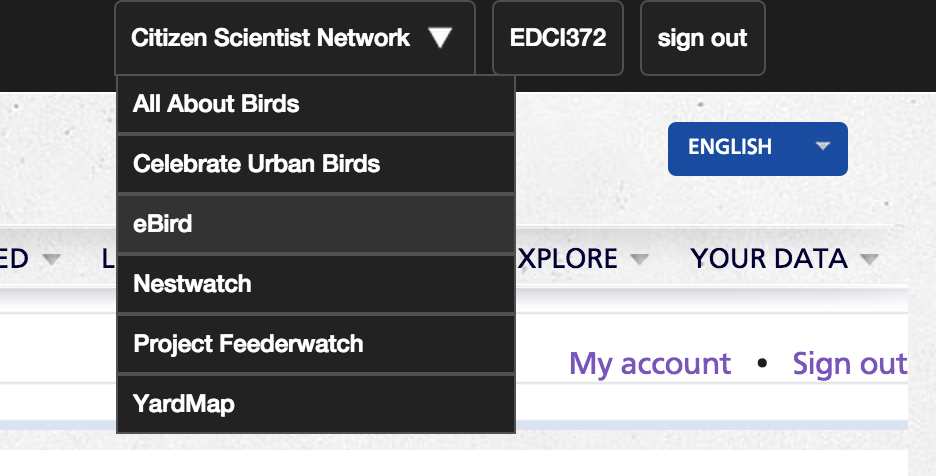 Citizen Scientist Network EDCI372 sign out
All About Birds
ENGLISH
Celebrate Urban Birds
eBird
ED L XPLORE YOUR DATA
Nestwatch
Project Feederwatch
My account • Sign out
YardMap